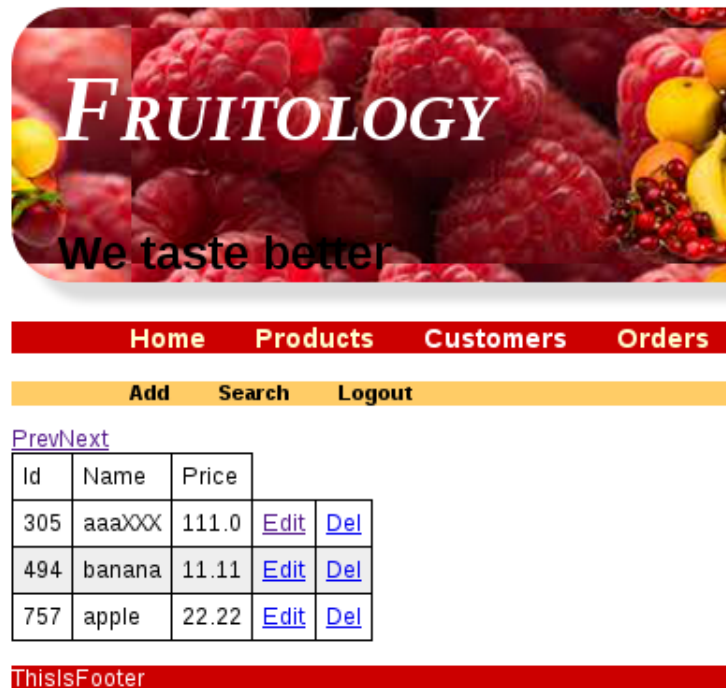 FRUITOLOGY
We taste better
Home Products Customers Orders
Add Search Logout
PrevNext
Id Name Price
305 aaaXXX 111.0 Edit Del
494 banana 11.11 Edit Del
757 apple 22.22 Edit Del
ThisIsFooter